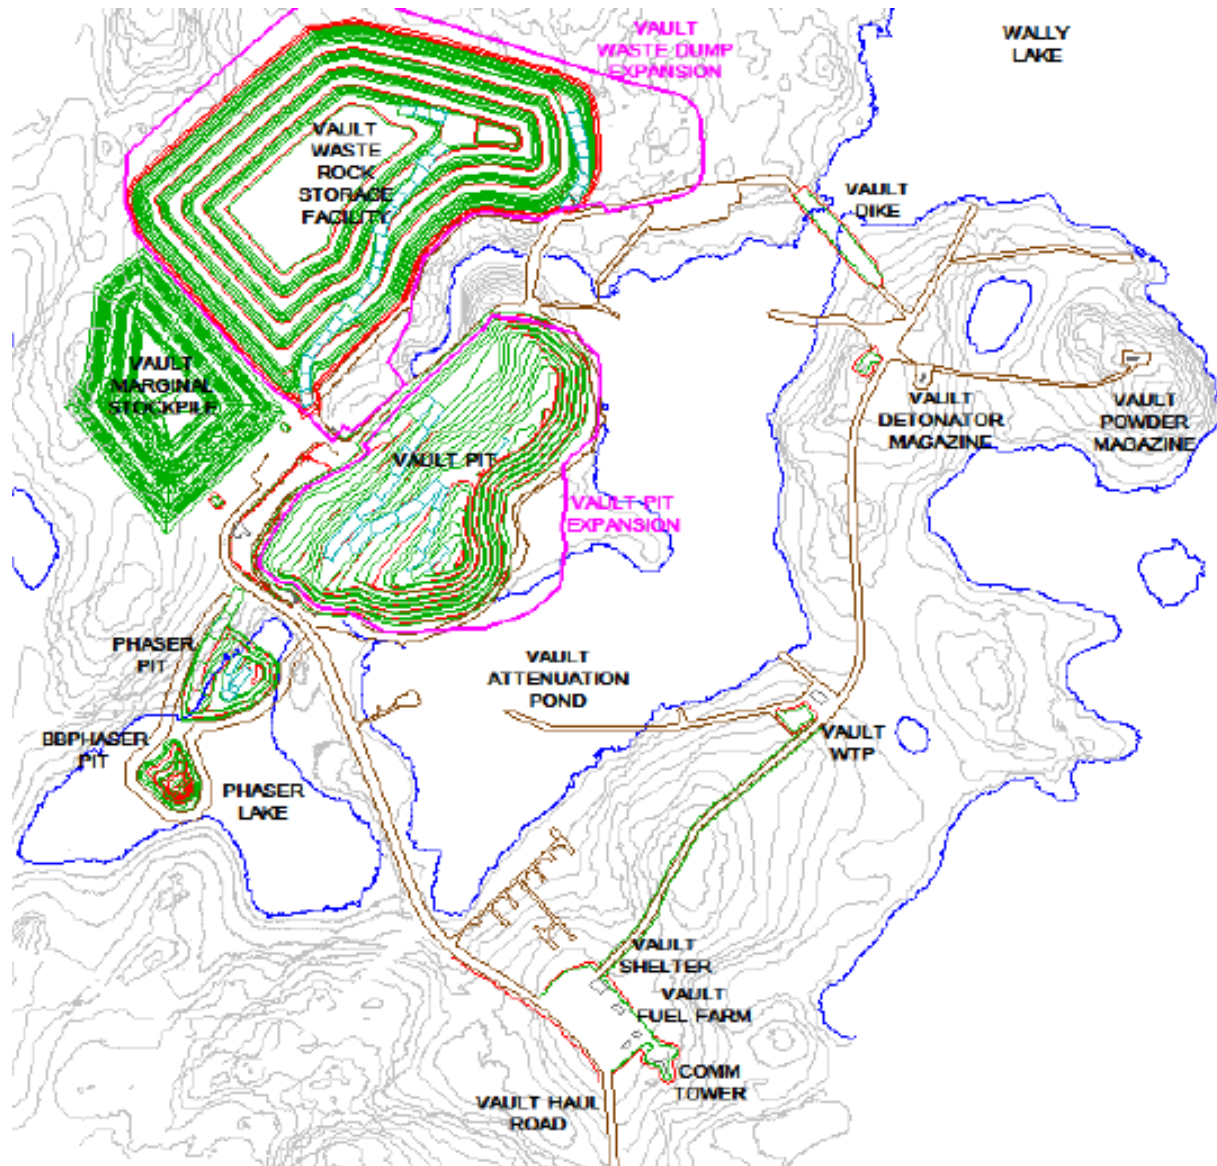 VAULT
WASTE DUMP
EXPANSION
WALLY
LAKE
VAULT
WASTE
ROCK
STORAGE
FACILITY
VAULT
DIKE
VAULT
MARGINAL
STOCKPILE
VAULT
DETONATOR
MAGAZINE
VAULT
POWDER
MAGAZINE
VAULT PIT
VAULT PIT
EXPANSION
PHASER
PIT
VAULT
ATTENUATION
POND
BBPHASER
PIT
VAULT
WTP
PHASER
LAKE
VAULT
SHELTER
VAULT
FUEL FARM
COMM
TOWER
VAULT HAUL
ROAD